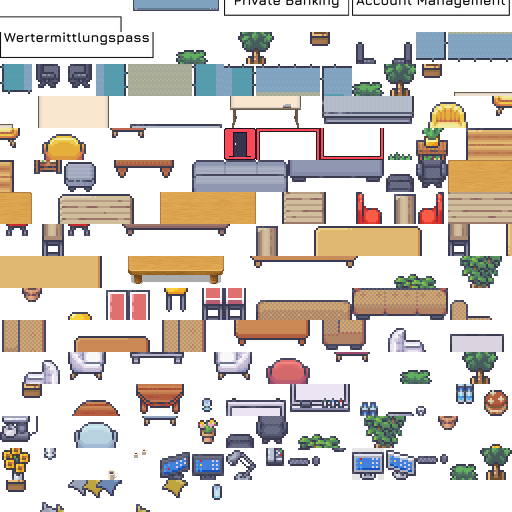 Private Banking
Account Management
Wertermittlungspass